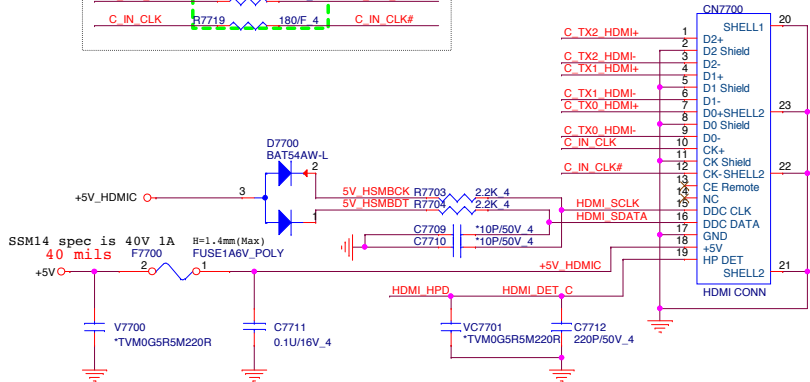 C_IN_CLK R7719 180/F_4 C_IN_CLK#
CN7700
SHELL1 20
C_TX2_HDMI+ 1 D2+
2 D2 Shield
C_TX2_HDMI- 3 D2-
C_TX1_HDMI+ 4 D1+
5 D1 Shield
C_TX1_HDMI- 6 D1-
C_TX0_HDMI+ 7 D0+ SHELL2 23
8 D0 Shield
C_TX0_HDMI- 9 D0-
C_IN_CLK 10 CK+
11 CK Shield
C_IN_CLK# 12 CK- SHELL2 22
13 CE Remote
14 NC
HDMI_SCLK 15 DDC CLK
HDMI_SDATA 16 DDC DATA
17 GND
18 +5V
19 HP DET
SHELL2 21
HDMI CONN
D7700
BAT54AW-L
2
+5V_HDMIC 3
1
5V_HSMBCK R7703 2.2K_4
5V_HSMBDT R7704 2.2K_4
C7709 *10P/50V_4
C7710 *10P/50V_4
SSM14 spec is 40V 1A
40 mils
H=1.4mm(Max)
F7700 FUSE1A6V_POLY
+5V 2 1 +5V_HDMIC
HDMI_HPD HDMI_DET_C
V7700
*TVM0G5R5M220R
C7711
0.1U/16V_4
VC7701
*TVM0G5R5M220R
C7712
220P/50V_4